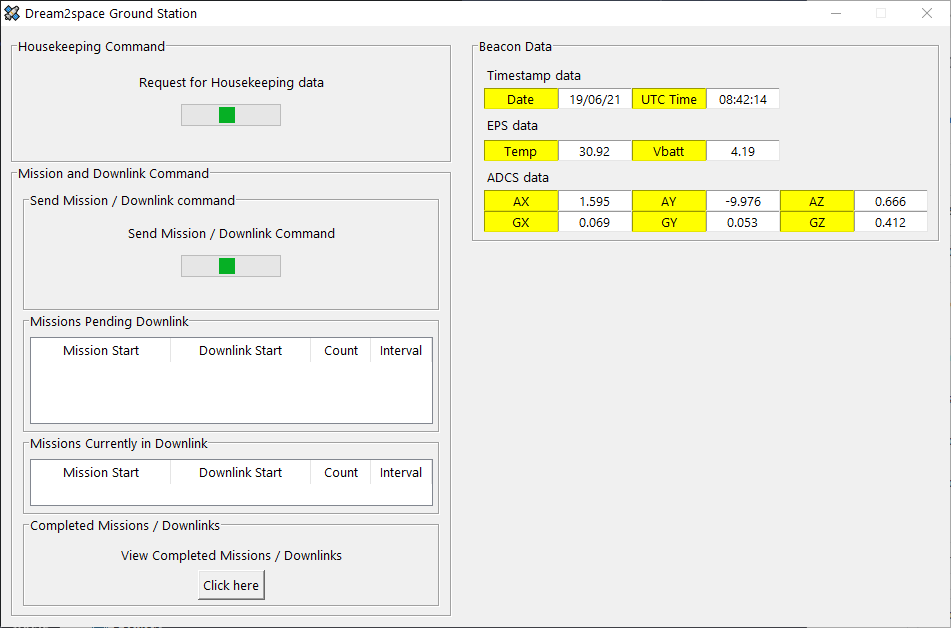 Dream2space Ground Station
Housekeeping Command
Request for Housekeeping data
Mission and Downlink Command
Send Mission / Downlink command
Send Mission / Downlink Command
Missions Pending Downlink
Mission Start Downlink Start Count Interval
Missions Currently in Downlink
Mission Start Downlink Start Count Interval
Completed Missions / Downlinks
View Completed Missions / Downlinks
Click here
Beacon Data
Timestamp data
Date 19/06/21 UTC Time 08:42:14
EPS data
Temp 30.92 Vbatt 4.19
ADCS data
AX 1.595 AY -9.976 AZ 0.666
GX 0.069 GY 0.053 GZ 0.412